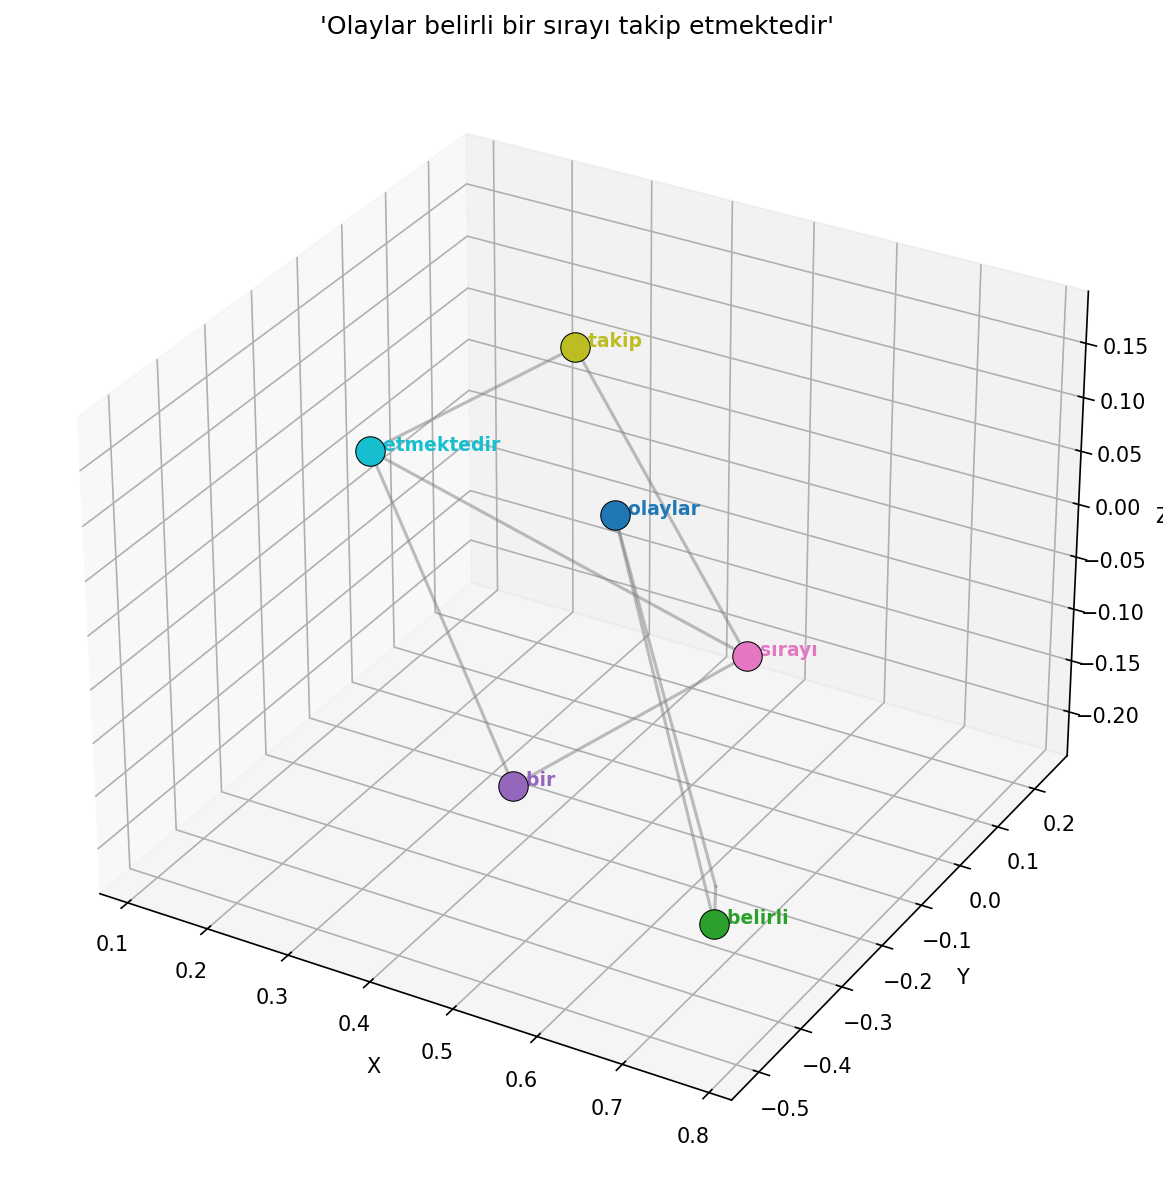 'Olaylar belirli bir sırayı takip etmektedir'
takip
etmektedir
olaylar
sırayı
bir
belirli
0.15
0.10
0.05
0.00
Z
−0.05
−0.10
−0.15
−0.20
0.2
0.1
0.0
−0.1
−0.2
−0.3
−0.4
−0.5
Y
0.1
0.2
0.3
0.4
0.5
0.6
0.7
0.8
X